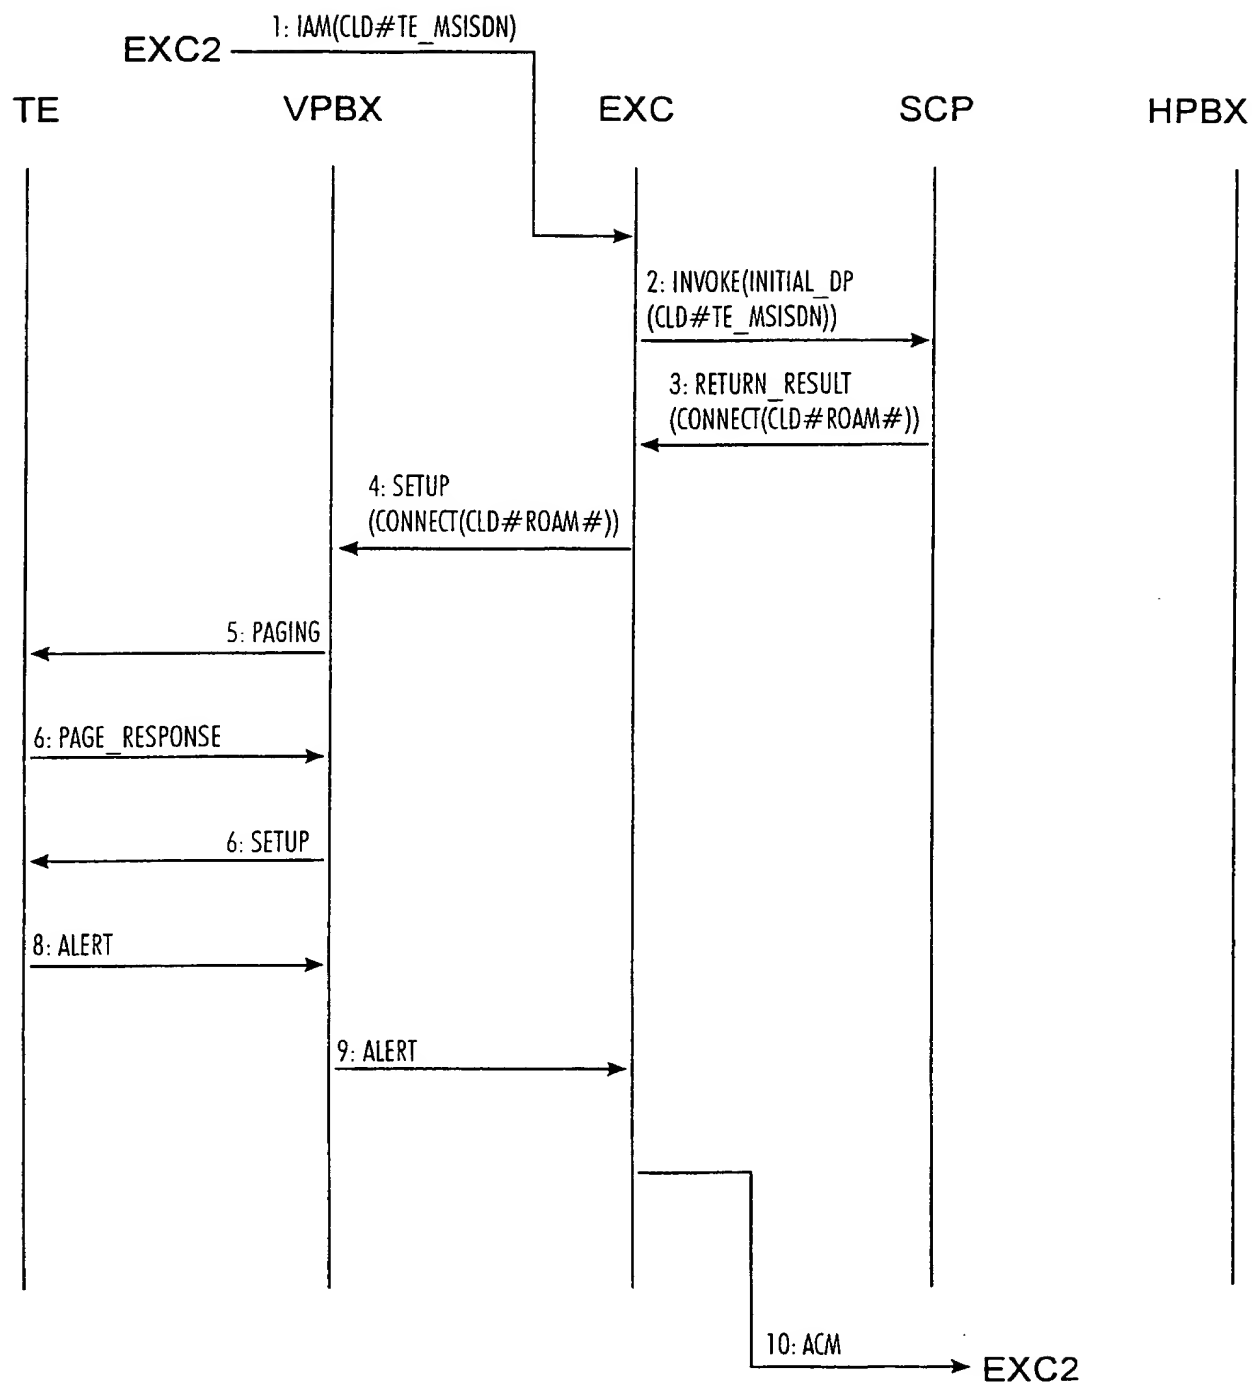 1: IAM(CLD#TE_MSISDN)
EXC2
TE VPBX EXC SCP HPBX
2: INVOKE(INITIAL_DP
(CLD#TE_MSISDN))
3: RETURN_RESULT
(CONNECT(CLD#ROAM#))
4: SETUP
(CONNECT(CLD#ROAM#))
5: PAGING
6: PAGE_RESPONSE
6: SETUP
8: ALERT
9: ALERT
10: ACM
EXC2